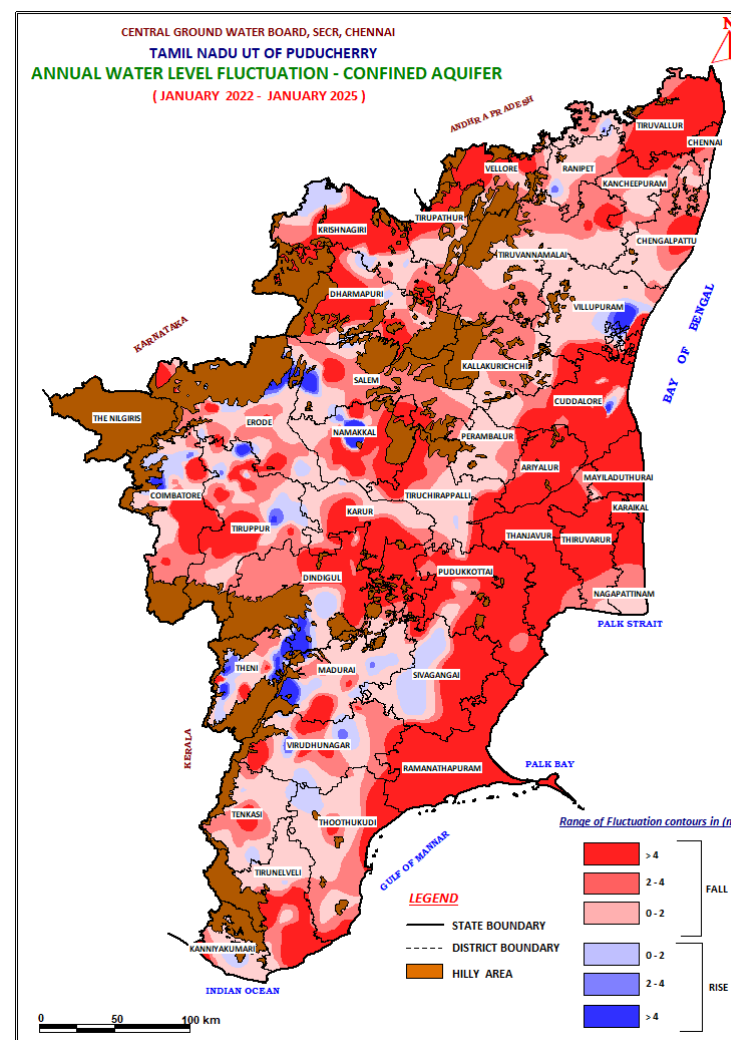 CENTRAL GROUND WATER BOARD, SECR, CHENNAI
TAMIL NADU UT OF PUDUCHERRY
ANNUAL WATER LEVEL FLUCTUATION - CONFINED AQUIFER
( JANUARY 2022 - JANUARY 2025 )
N
ANDHRA PRADESH
TIRUVALLUR
CHENNAI
VELLORE
RANIPET
KANCHEEPURAM
TIRUPATHUR
KRISHNAGIRI
CHENGALPATTU
TIRUVANNAMALAI
DHARMAPURI
VILLUPURAM
BAY OF BENGAL
KARNATAKA
KALLAKURICHCHI
SALEM
CUDDALORE
THE NILGIRIS
ERODE
NAMAKKAL
PERAMBALUR
ARIYALUR
MAYILADUTHURAI
COIMBATORE
TIRUCHIRAPPALLI
KARAIKAL
KARUR
TIRUPPUR
THANJAVUR
THIRUVARUR
PUDUKKOTTAI
DINDIGUL
NAGAPATTINAM
PALK STRAIT
THENI
MADURAI
SIVAGANGAI
KERALA
VIRUDHUNAGAR
RAMANATHAPURAM
PALK BAY
TENKASI
THOOTHUKUDI
GULF OF MANNAR
TIRUNELVELI
KANNIYAKUMARI
INDIAN OCEAN
Range of Fluctuation contours in (m
> 4
2 - 4
0 - 2
FALL
0 - 2
2 - 4
> 4
RISE
LEGEND
STATE BOUNDARY
DISTRICT BOUNDARY
HILLY AREA
0 50 100 km